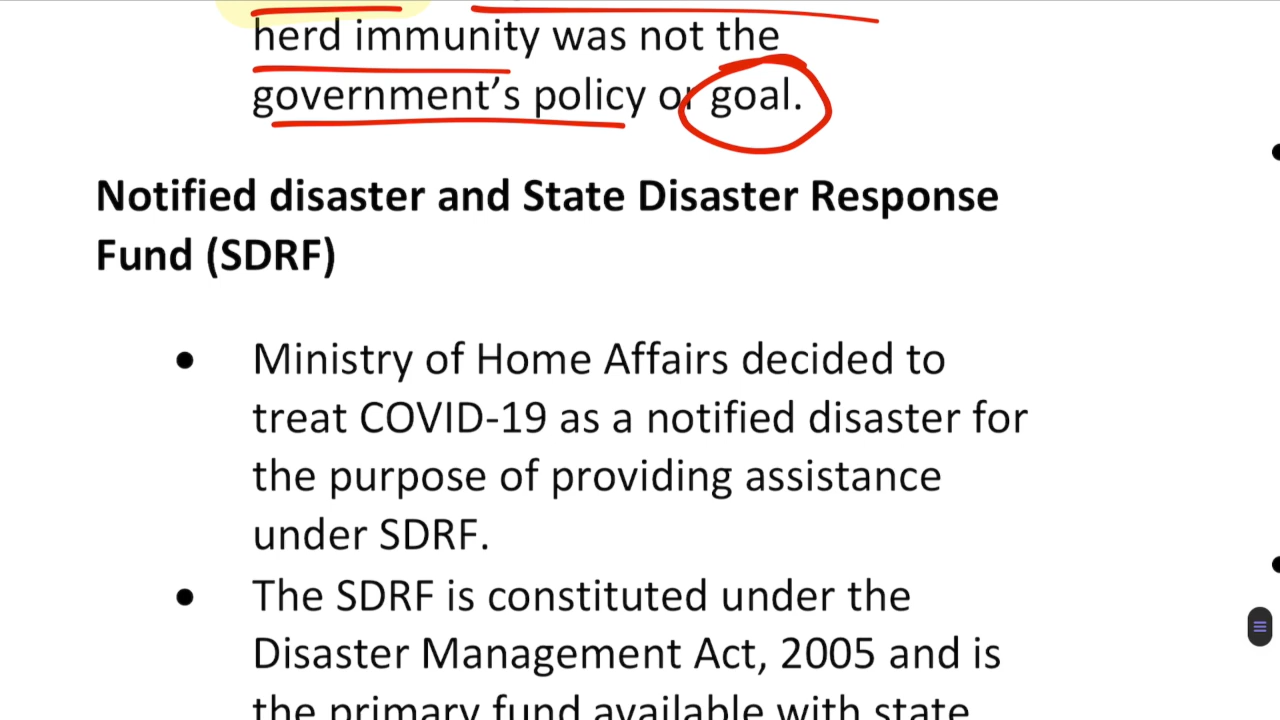 herd immunity was not the
government's policy or goal.
Notified disaster and State Disaster Response
Fund (SDRF)
• Ministry of Home Affairs decided to
treat COVID-19 as a notified disaster for
the purpose of providing assistance
under SDRF.
• The SDRF is constituted under the
Disaster Management Act, 2005 and is
the primary fund available with state